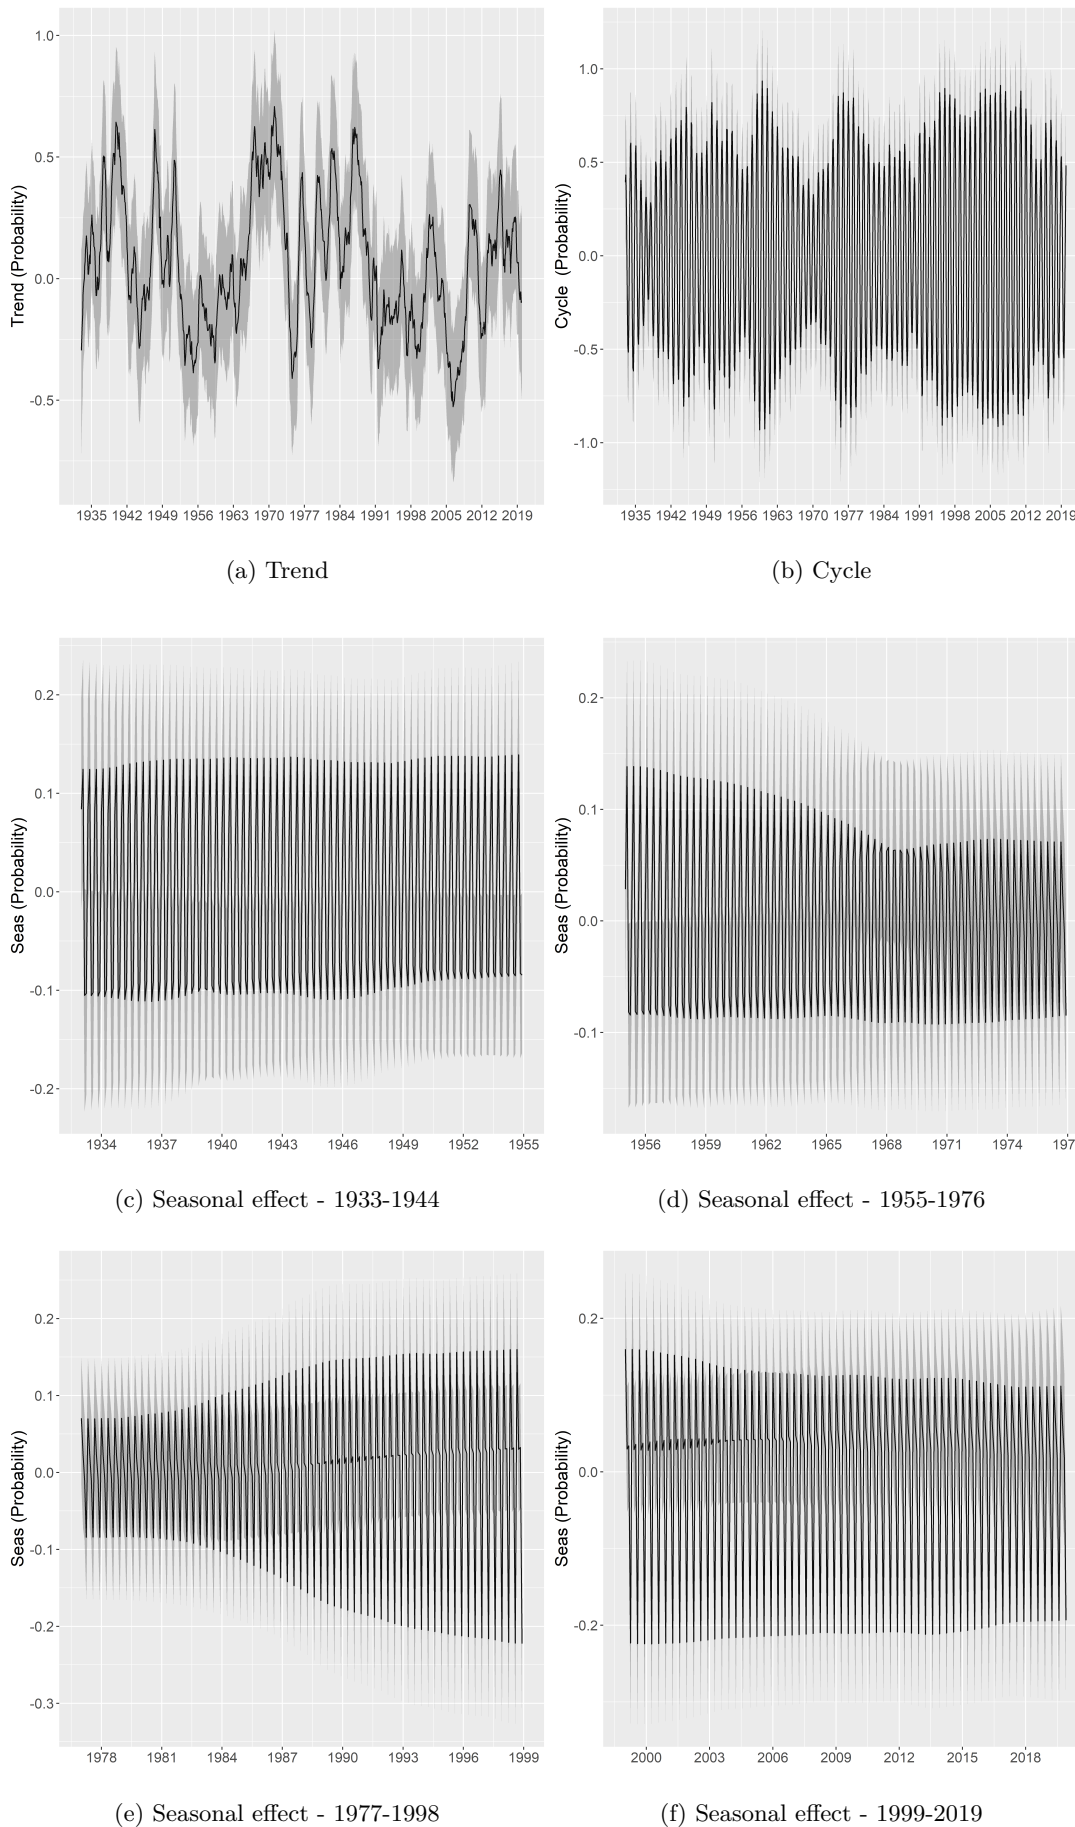 1.0
0.5
0.0
-0.5
Trend (Probability)
1935 1942 1949 1956 1963 1970 1977 1984 1991 1998 2005 2012 2019
(a) Trend
1.0
0.5
0.0
-0.5
-1.0
Cycle (Probability)
1935 1942 1949 1956 1963 1970 1977 1984 1991 1998 2005 2012 2019
(b) Cycle
0.2
0.1
0.0
-0.1
-0.2
Seas (Probability)
1934 1937 1940 1943 1946 1949 1952 1955
(c) Seasonal effect - 1933-1944
0.2
0.1
0.0
-0.1
Seas (Probability)
1956 1959 1962 1965 1968 1971 1974 197
(d) Seasonal effect - 1955-1976
0.2
0.1
0.0
-0.1
-0.2
-0.3
Seas (Probability)
1978 1981 1984 1987 1990 1993 1996 1999
(e) Seasonal effect - 1977-1998
0.2
0.0
-0.2
Seas (Probability)
2000 2003 2006 2009 2012 2015 2018
(f) Seasonal effect - 1999-2019